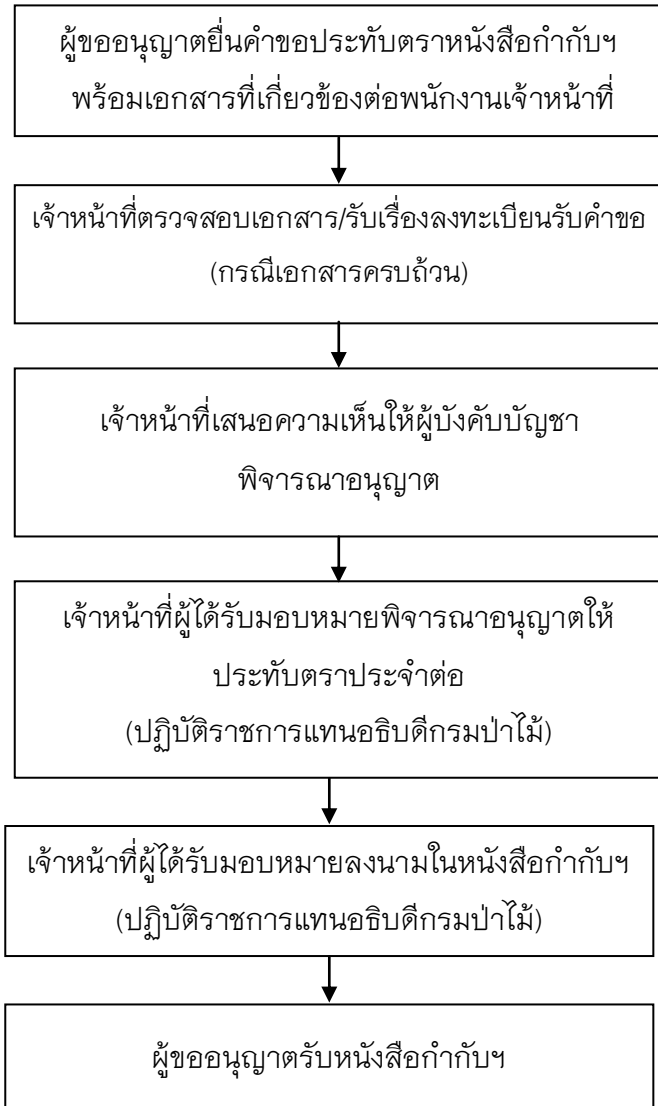 ผู้ขออนุญาตยื่นคำขอประทับตราหนังสือกำกับฯ
พร้อมเอกสารที่เกี่ยวข้องต่อพนักงานเจ้าหน้าที่
เจ้าหน้าที่ตรวจสอบเอกสาร/รับเรื่องลงทะเบียนรับคำขอ
(กรณีเอกสารครบถ้วน)
เจ้าหน้าที่เสนอความเห็นให้ผู้บังคับบัญชา
พิจารณาอนุญาต
เจ้าหน้าที่ผู้ได้รับมอบหมายพิจารณาอนุญาตให้
ประทับตราประจำต่อ
(ปฏิบัติราชการแทนอธิบดีกรมป่าไม้)
เจ้าหน้าที่ผู้ได้รับมอบหมายลงนามในหนังสือกำกับฯ
(ปฏิบัติราชการแทนอธิบดีกรมป่าไม้)
ผู้ขออนุญาตรับหนังสือกำกับฯ